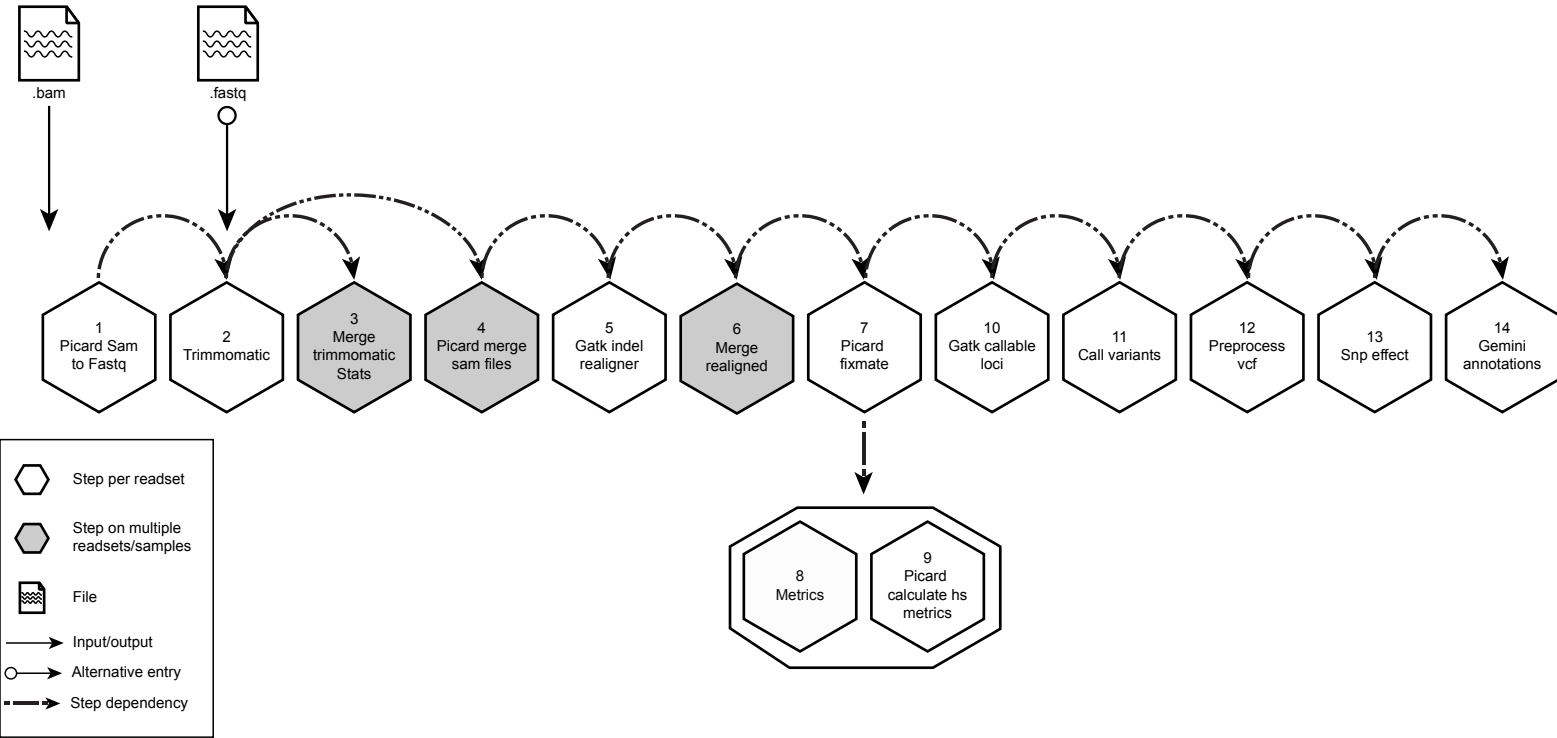 .bam
.fastq
1
Picard Sam
to Fastq
2
Trimmomatic
3
Merge
trimmomatic
Stats
4
Picard merge
sam files
5
Gatk indel
realigner
6
Merge
realigned
7
Picard
fixmate
10
Gatk callable
loci
11
Call variants
12
Preprocess
vcf
13
Snp effect
14
Gemini
annotations
8
Metrics
9
Picard
calculate hs
metrics
Step per readset
Step on multiple
readsets/samples
File
Input/output
Alternative entry
Step dependency